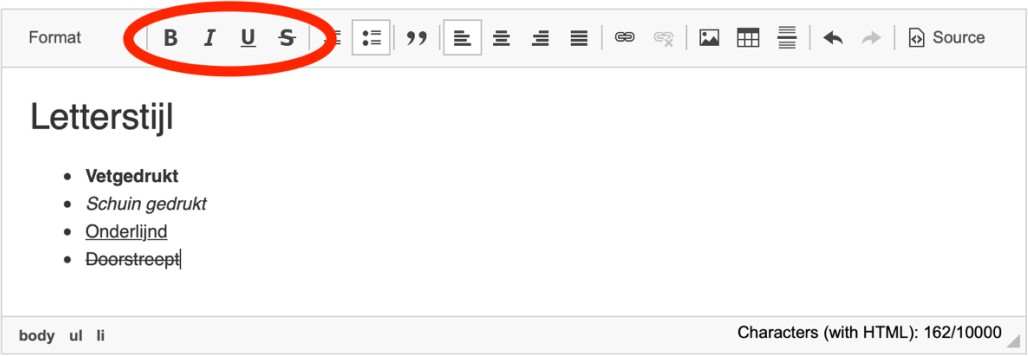 Format B I U S Source
Letterstijl
Vetgedrukt
Schuin gedrukt
Onderlijnd
Doorstreept
body ul li Characters (with HTML): 162/10000